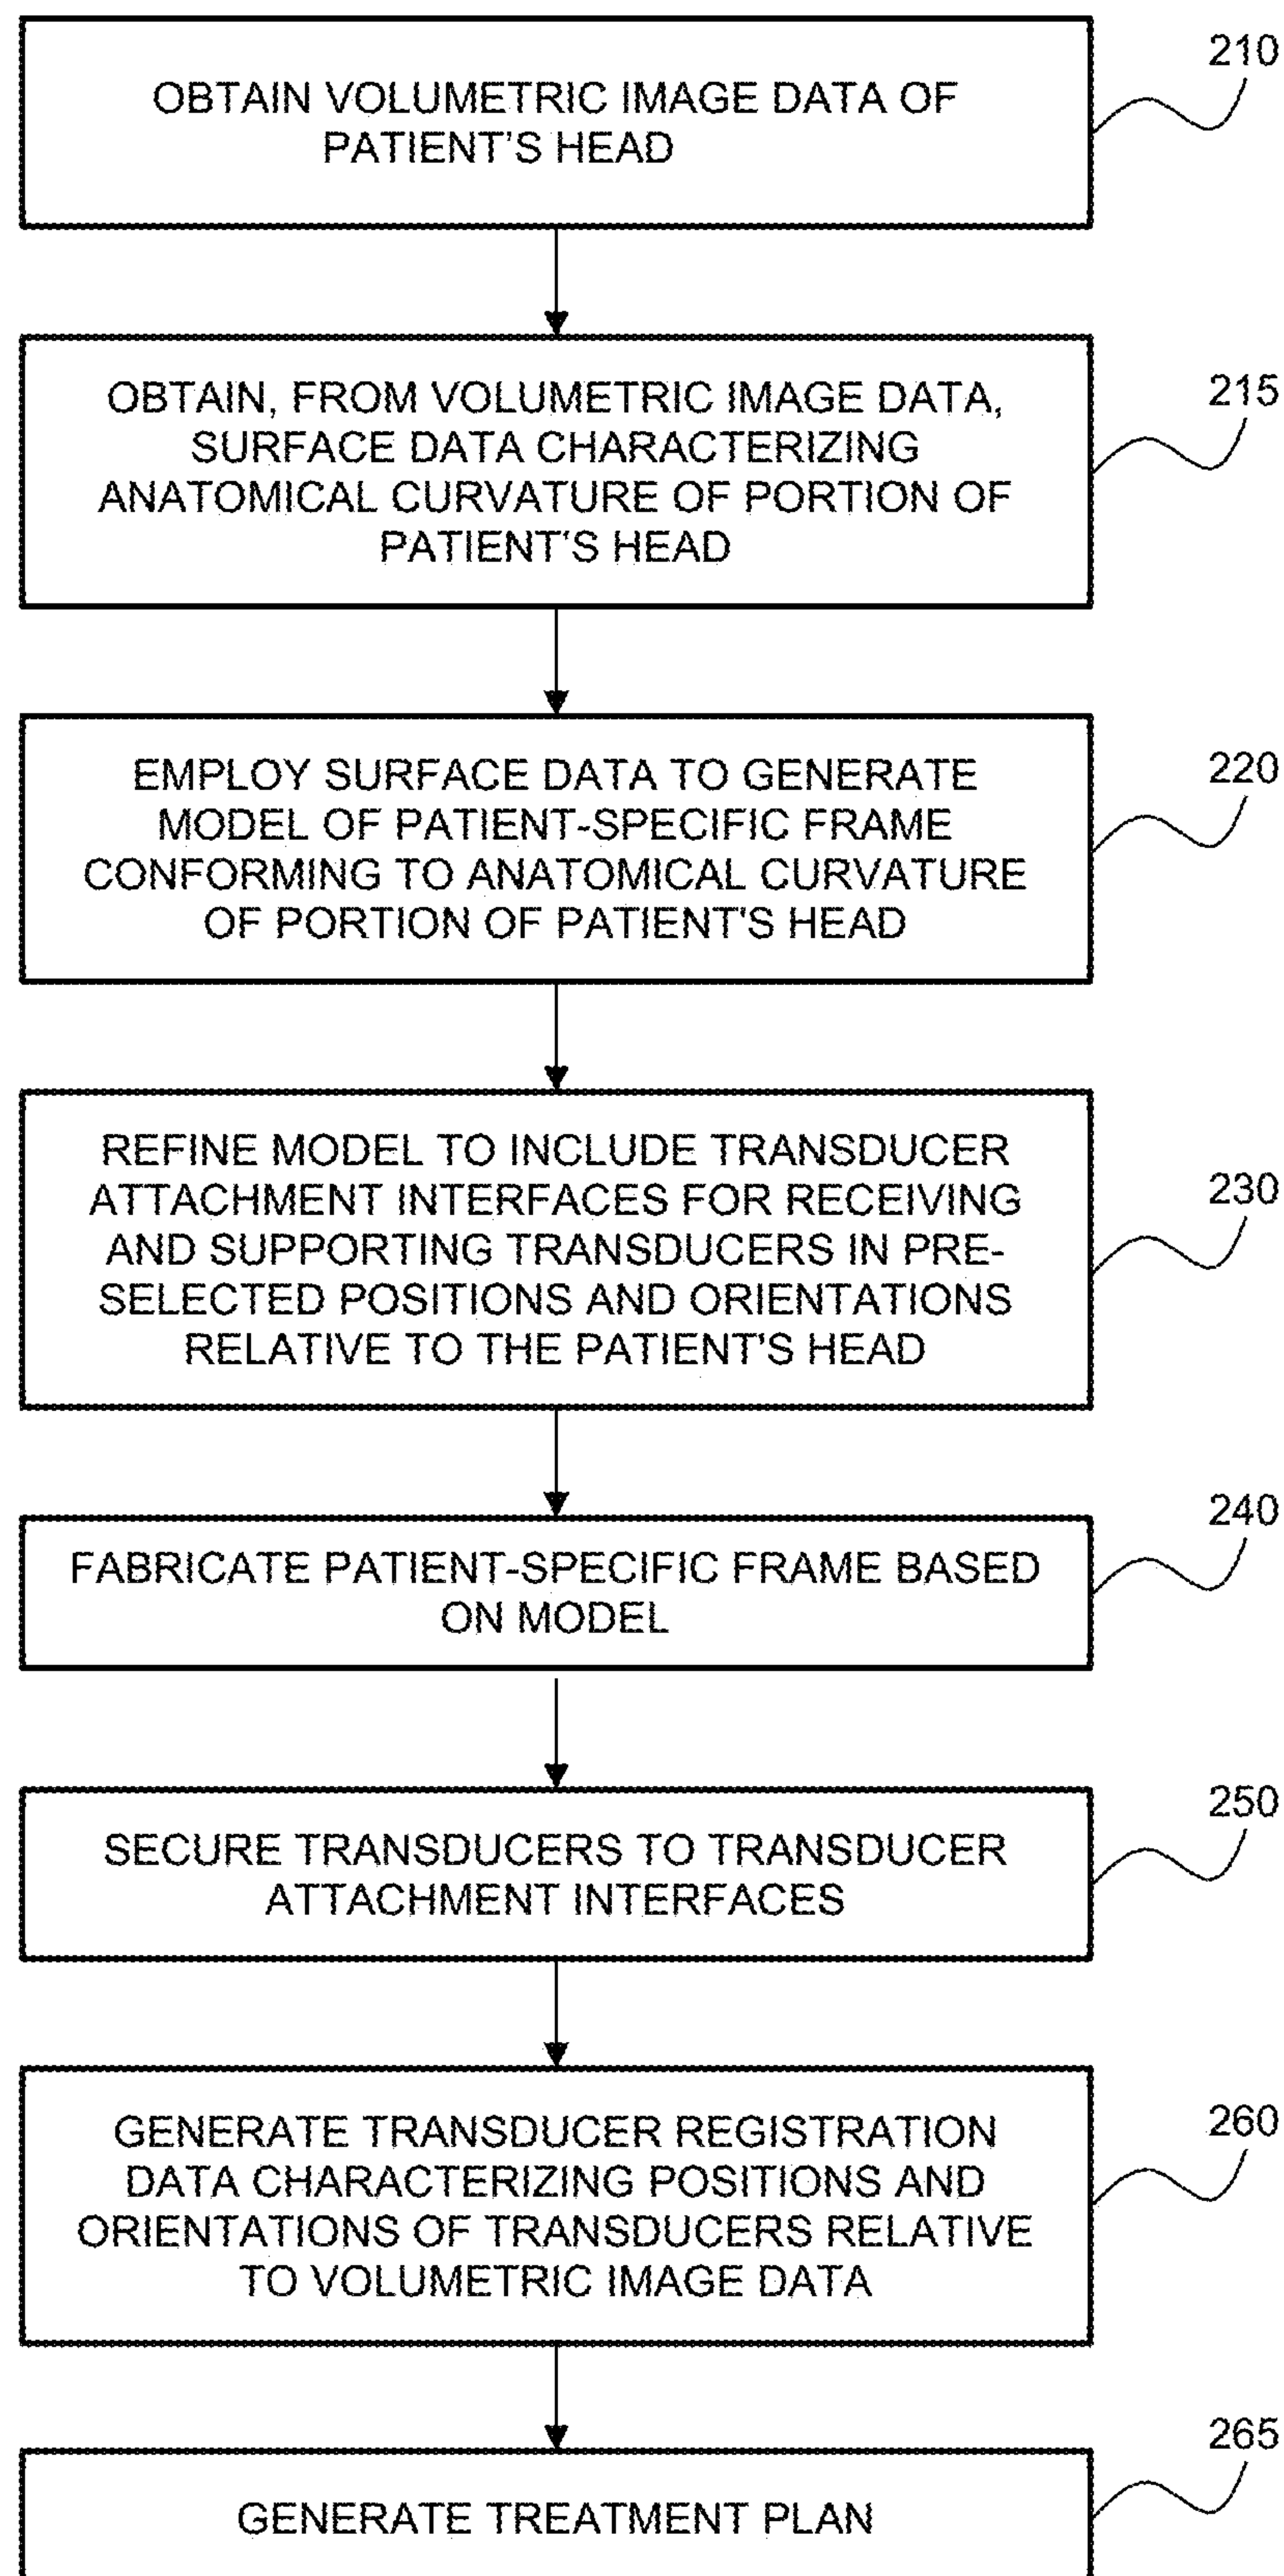 OBTAIN VOLUMETRIC IMAGE DATA OF
PATIENT'S HEAD
210
OBTAIN, FROM VOLUMETRIC IMAGE DATA,
SURFACE DATA CHARACTERIZING
ANATOMICAL CURVATURE OF PORTION OF
PATIENT'S HEAD
215
EMPLOY SURFACE DATA TO GENERATE
MODEL OF PATIENT-SPECIFIC FRAME
CONFORMING TO ANATOMICAL CURVATURE
OF PORTION OF PATIENT'S HEAD
220
REFINE MODEL TO INCLUDE TRANSDUCER
ATTACHMENT INTERFACES FOR RECEIVING
AND SUPPORTING TRANSDUCERS IN PRE-
SELECTED POSITIONS AND ORIENTATIONS
RELATIVE TO THE PATIENT'S HEAD
230
FABRICATE PATIENT-SPECIFIC FRAME BASED
ON MODEL
240
SECURE TRANSDUCERS TO TRANSDUCER
ATTACHMENT INTERFACES
250
GENERATE TRANSDUCER REGISTRATION
DATA CHARACTERIZING POSITIONS AND
ORIENTATIONS OF TRANSDUCERS RELATIVE
TO VOLUMETRIC IMAGE DATA
260
GENERATE TREATMENT PLAN
265